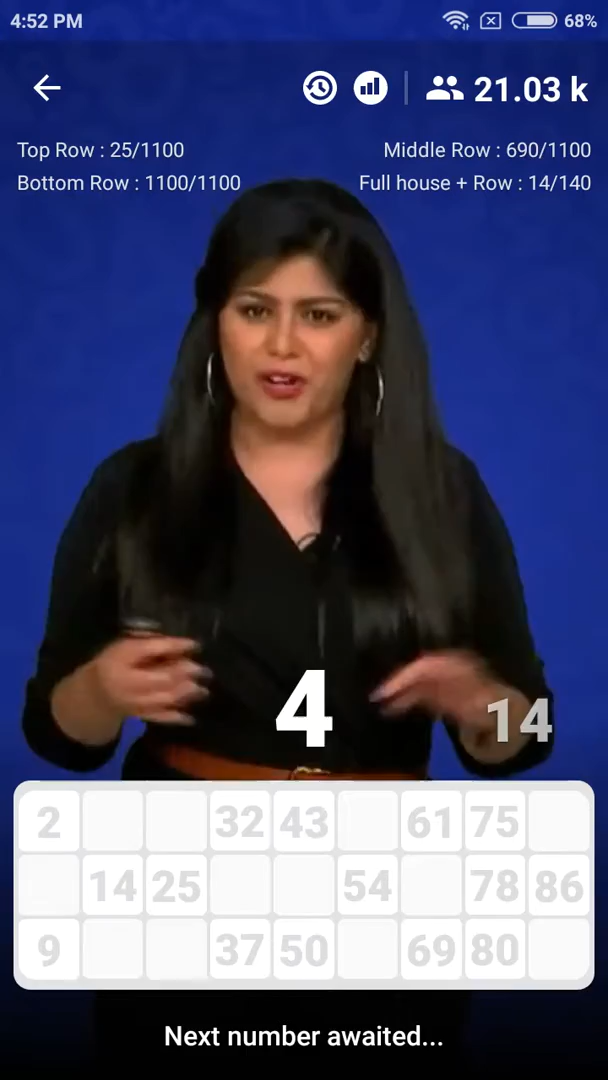 4:52 PM 68%
21.03 k
Top Row : 25/1100 Middle Row : 690/1100
Bottom Row : 1100/1100 Full house + Row : 14/140
4 14
2 32 43 61 75
14 25 54 78 86
9 37 50 69 80
Next number awaited...